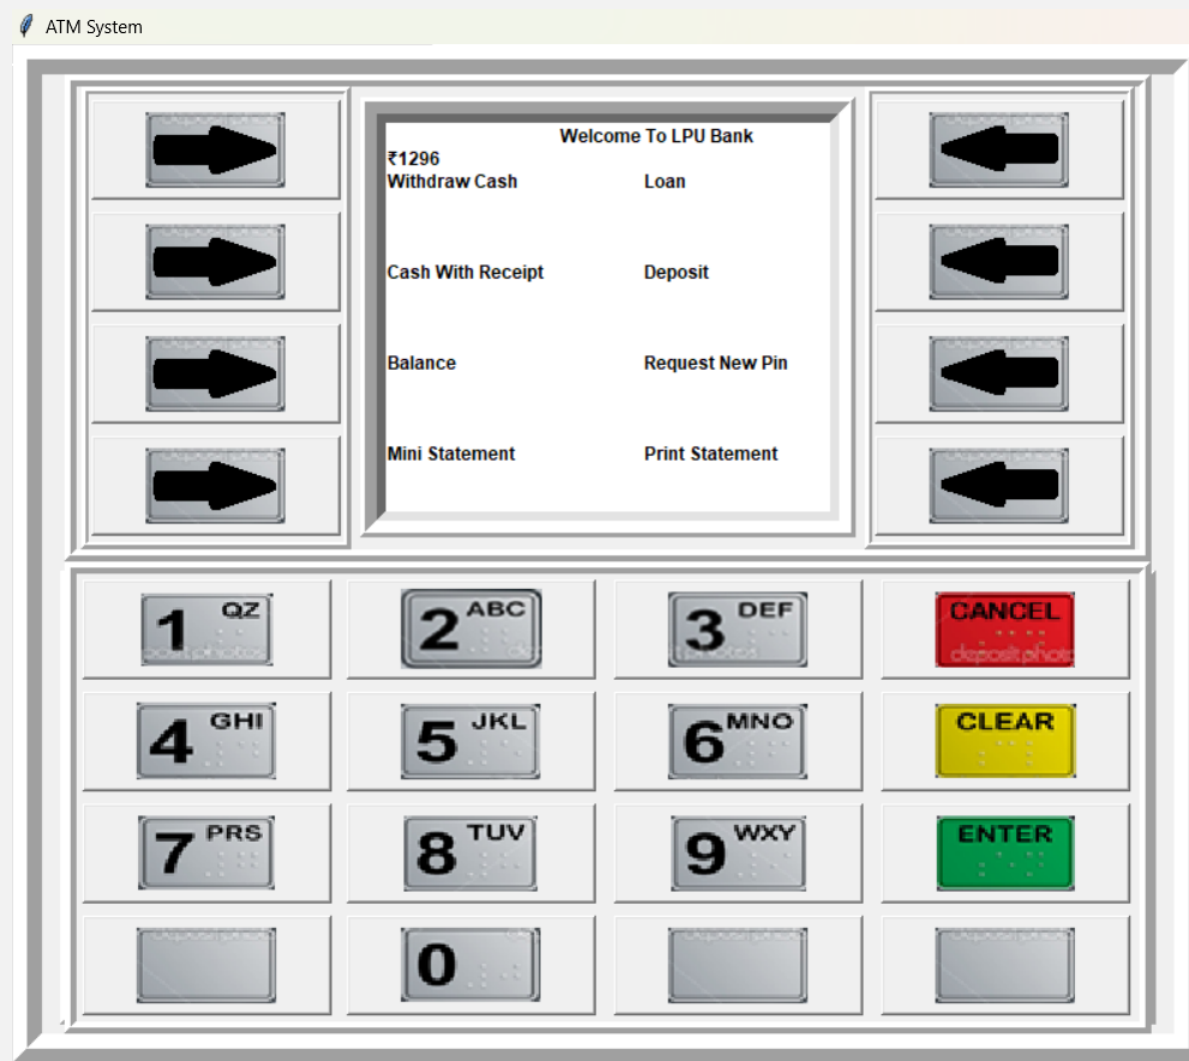 ATM System
Welcome To LPU Bank
₹1296
Withdraw Cash Loan
Cash With Receipt Deposit
Balance Request New Pin
Mini Statement Print Statement
1 QZ 2 ABC 3 DEF CANCEL
depositphotos
4 GHI 5 JKL 6 MNO CLEAR
7 PRS 8 TUV 9 WXY ENTER
0